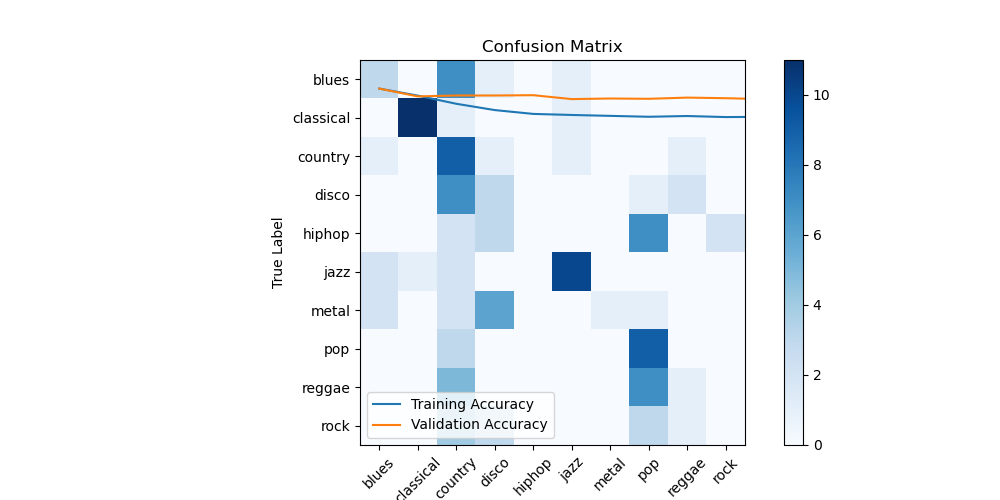 Confusion Matrix
True Label
blues
classical
country
disco
hiphop
jazz
metal
pop
reggae
rock
Training Accuracy
Validation Accuracy
blues
classical
country
disco
hiphop
jazz
metal
pop
reggae
rock
10
8
6
4
2
0